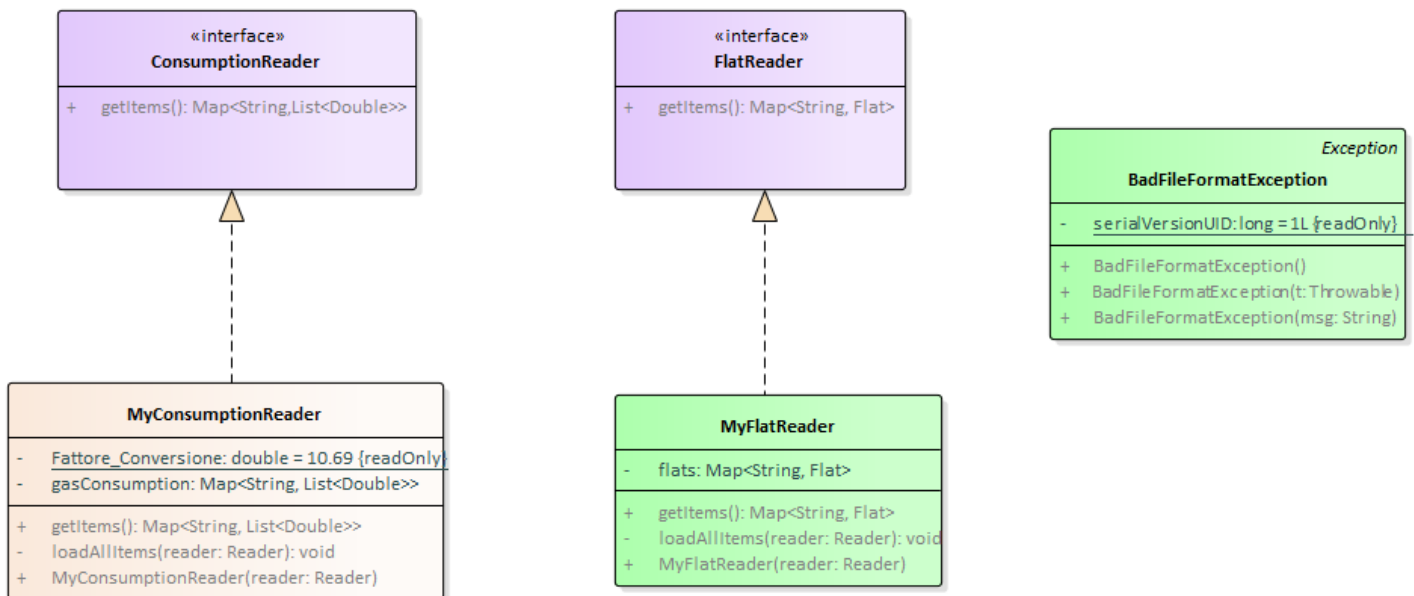 «interface»
ConsumptionReader
+ getItems(): Map<String,List<Double>>
«interface»
FlatReader
+ getItems(): Map<String, Flat>
Exception
BadFileFormatException
- serialVersionUID: long = 1L {readOnly}
+ BadFileFormatException()
+ BadFileFormatException(t: Throwable)
+ BadFileFormatException(msg: String)
MyConsumptionReader
- Fattore_Conversione: double = 10.69 {readOnly}
- gasConsumption: Map<String, List<Double>>
+ getItems(): Map<String, List<Double>>
- loadAllItems(reader: Reader): void
+ MyConsumptionReader(reader: Reader)
MyFlatReader
- flats: Map<String, Flat>
+ getItems(): Map<String, Flat>
- loadAllItems(reader: Reader): void
+ MyFlatReader(reader: Reader)